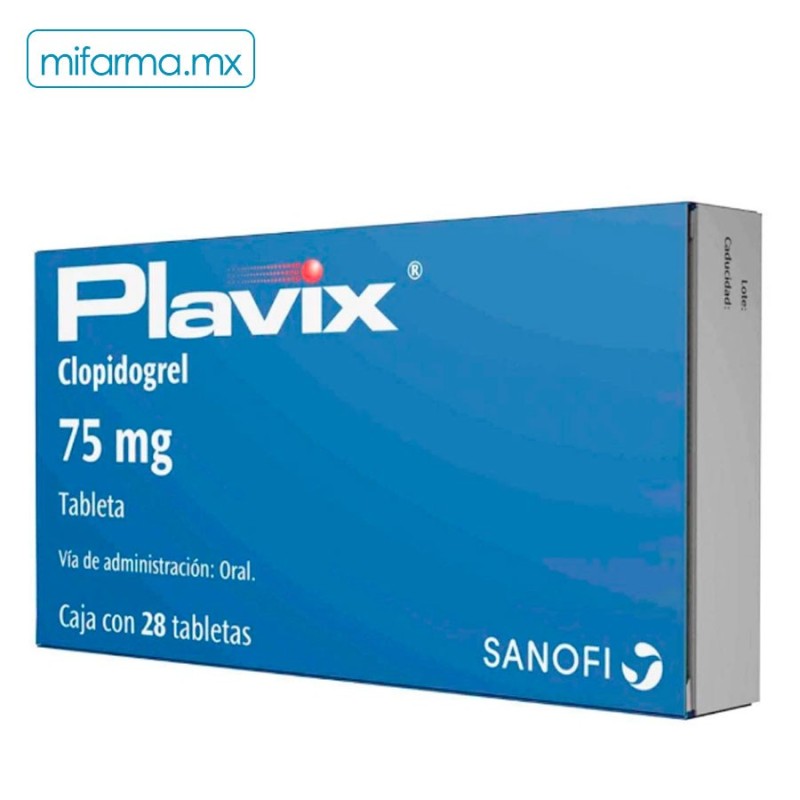 mifarma.mx
Plavix®
Clopidogrel
75 mg
Tableta
Vía de administración: Oral.
Caja con 28 tabletas
SANOFI
Lote:
Caducidad: